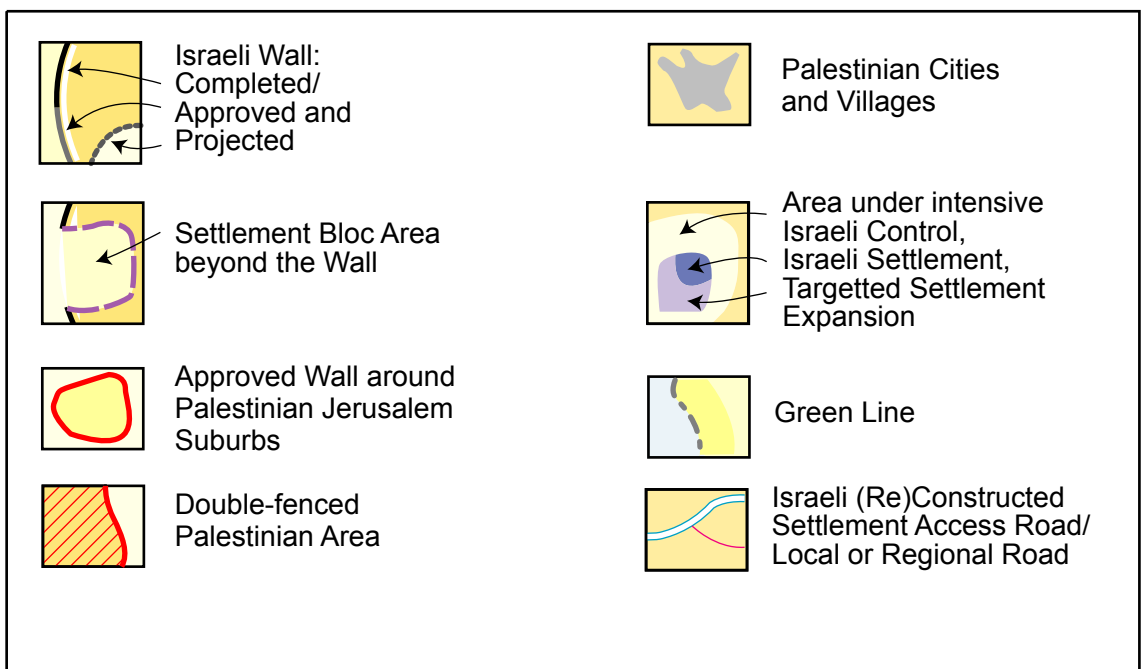 Israeli Wall:
Completed/
Approved and
Projected
Settlement Bloc Area
beyond the Wall
Approved Wall around
Palestinian Jerusalem
Suburbs
Double-fenced
Palestinian Area
Palestinian Cities
and Villages
Area under intensive
Israeli Control,
Israeli Settlement,
Targetted Settlement
Expansion
Green Line
Israeli (Re)Constructed
Settlement Access Road/
Local or Regional Road